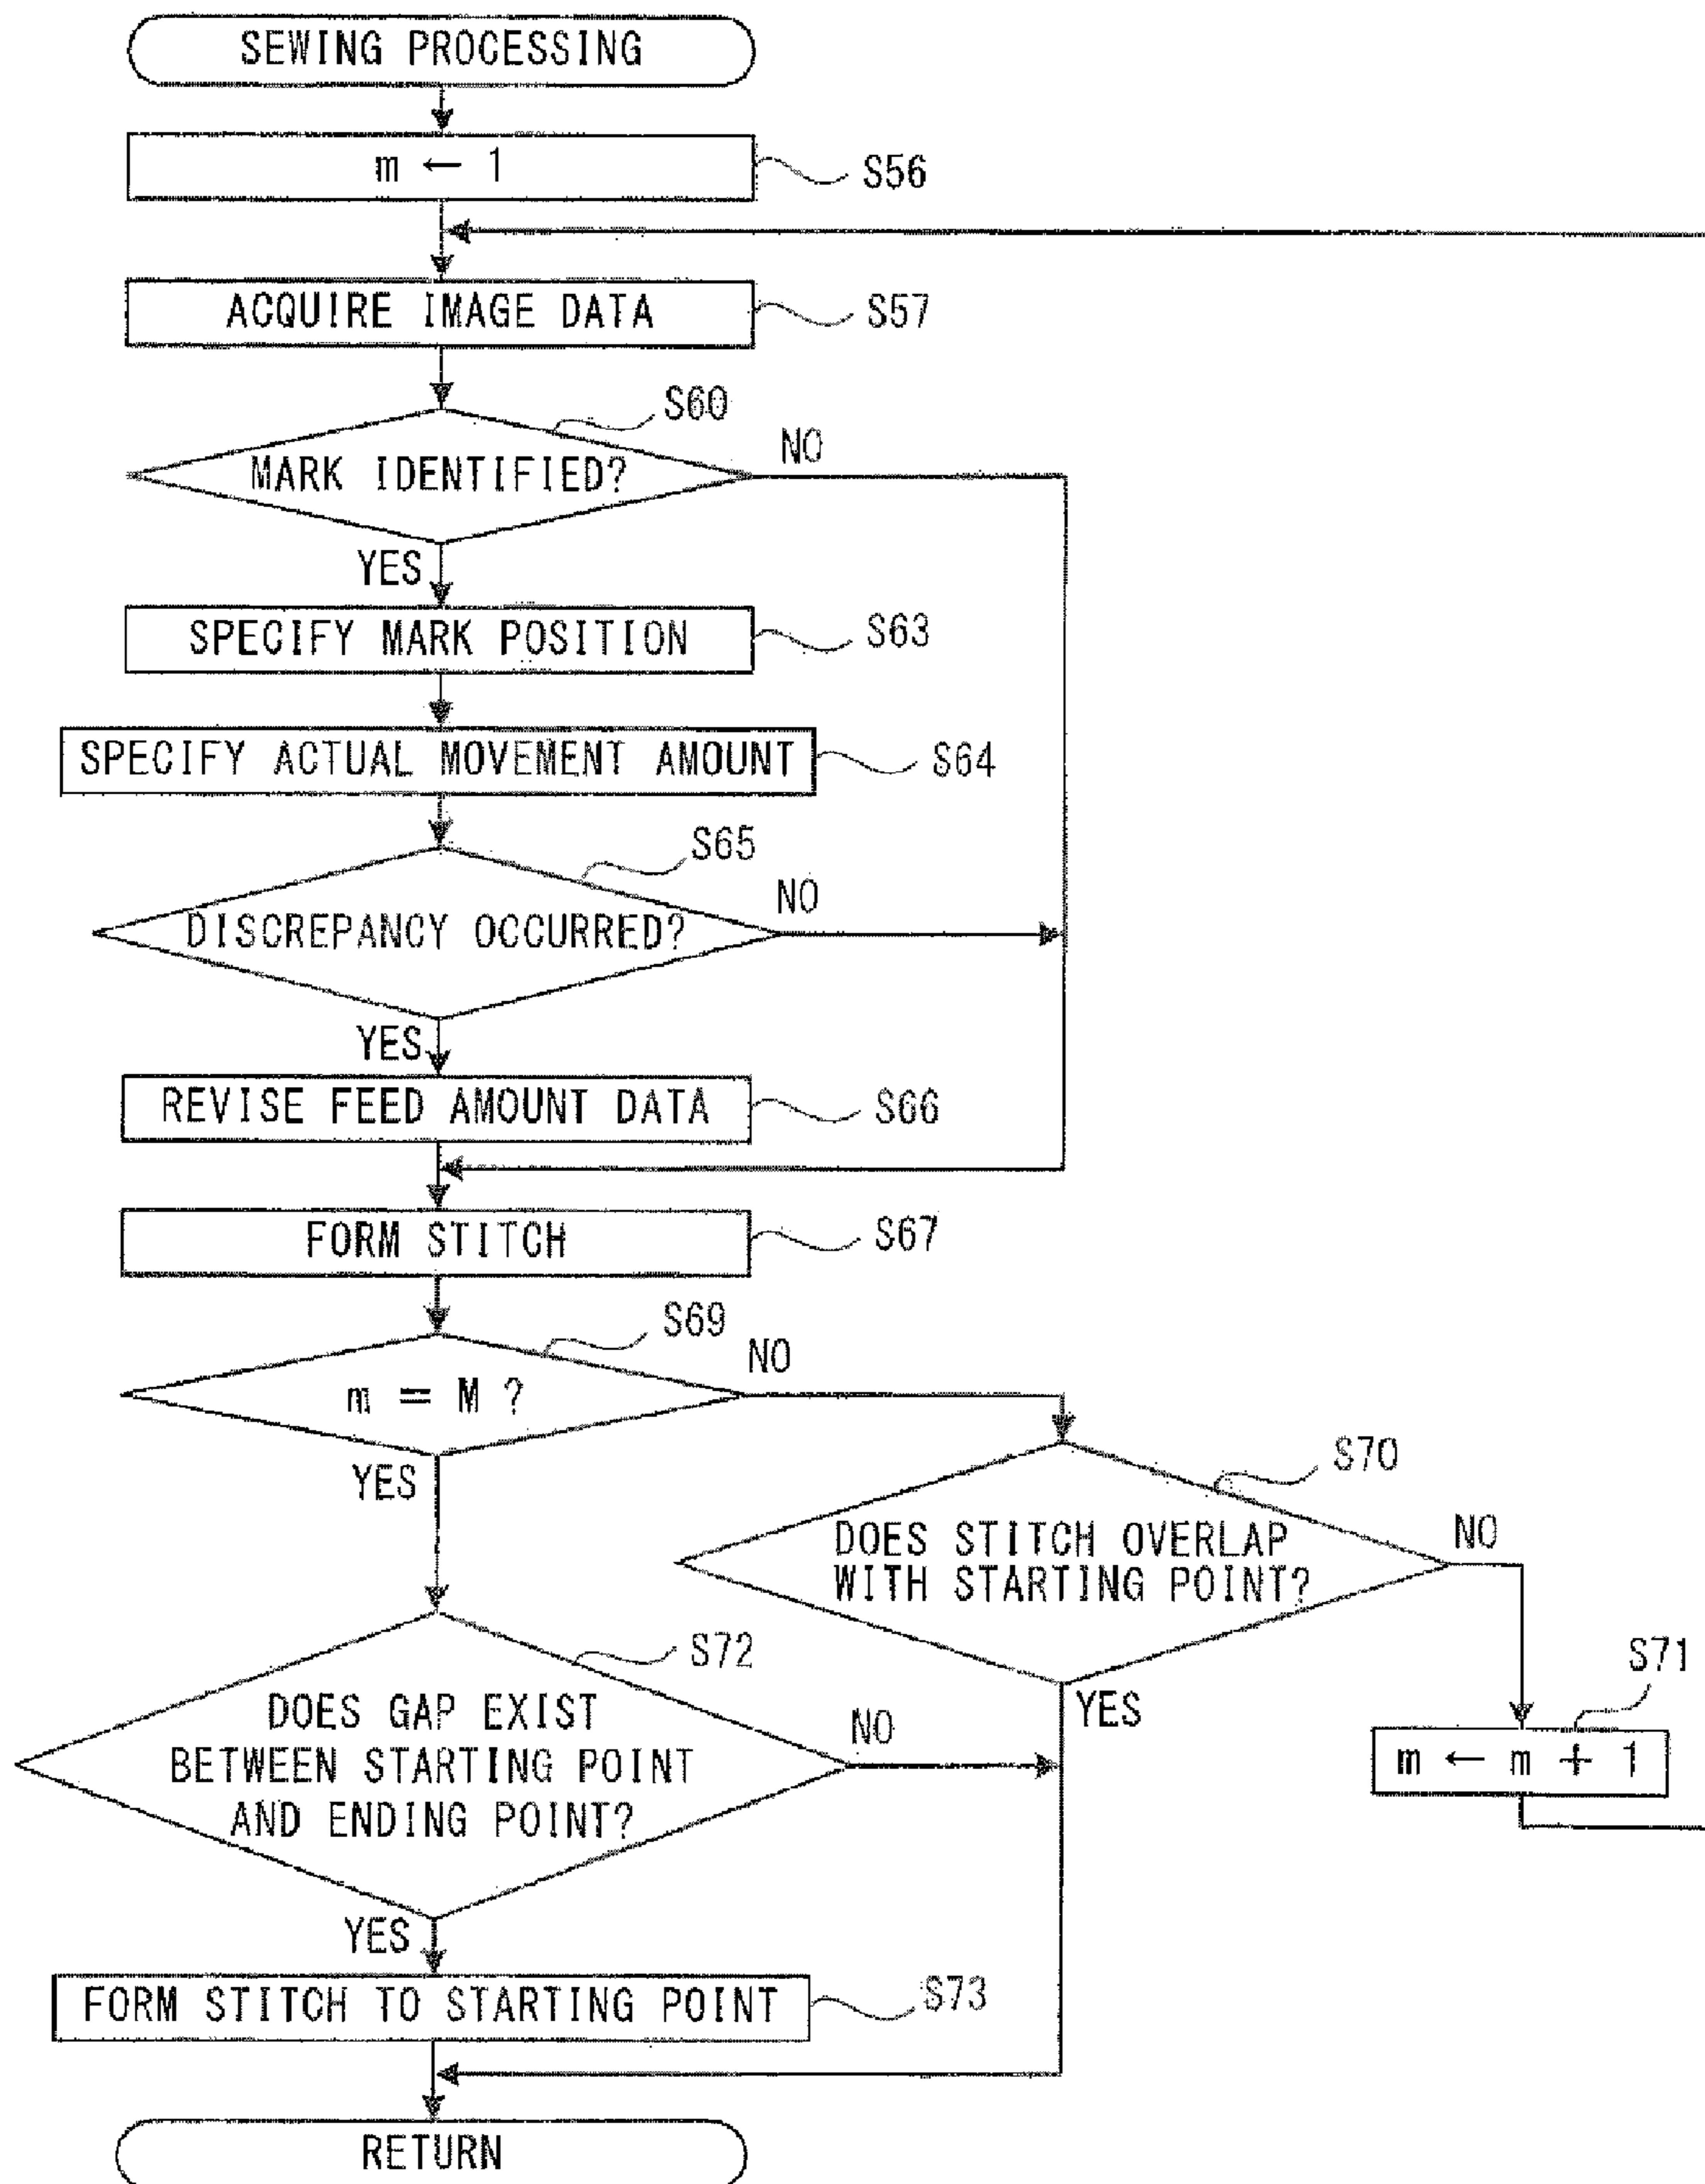 SEWING PROCESSING
m ← 1
S56
ACQUIRE IMAGE DATA
S57
S60
MARK IDENTIFIED?
NO
YES
SPECIFY MARK POSITION
S63
SPECIFY ACTUAL MOVEMENT AMOUNT
S64
S65
DISCREPANCY OCCURRED?
NO
YES
REVISE FEED AMOUNT DATA
S66
FORM STITCH
S67
S69
m = M ?
NO
YES
S70
DOES STITCH OVERLAP
WITH STARTING POINT?
NO
YES
S71
m ← m + 1
S72
DOES GAP EXIST
BETWEEN STARTING POINT
AND ENDING POINT?
NO
YES
FORM STITCH TO STARTING POINT
S73
RETURN